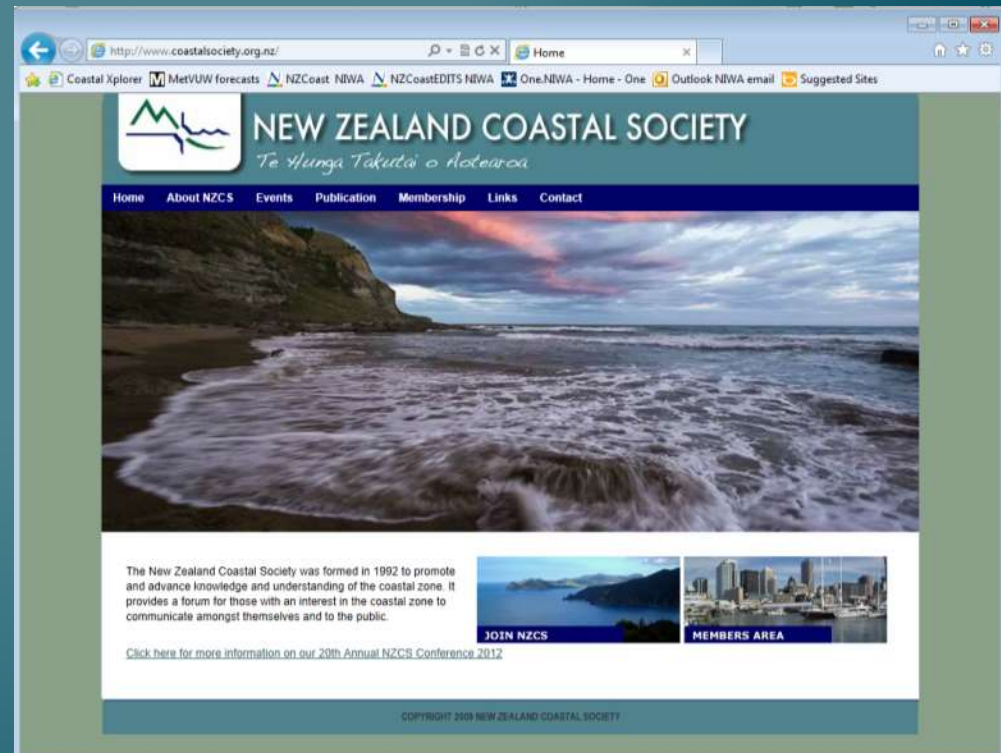 http://www.coastalsociety.org.nz/
Home
Coastal Xplorer MetVUW forecasts NZCoast NIWA NZCoastEDITS NIWA One.NIWA - Home - One Outlook NIWA email Suggested Sites
NEW ZEALAND COASTAL SOCIETY
Te Hunga Takutai o Aotearoa
Home About NZCS Events Publication Membership Links Contact
The New Zealand Coastal Society was formed in 1992 to promote
and advance knowledge and understanding of the coastal zone. It
provides a forum for those with an interest in the coastal zone to
communicate amongst themselves and to the public.
Click here for more information on our 20th Annual NZCS Conference 2012
JOIN NZCS
MEMBERS AREA
COPYRIGHT 2009 NEW ZEALAND COASTAL SOCIETY